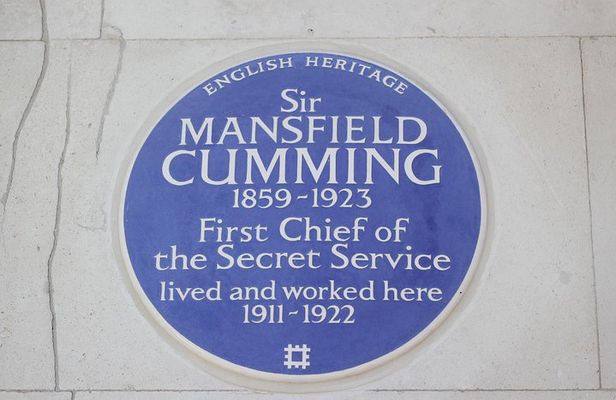 ENGLISH HERITAGE
Sir
MANSFIELD
CUMMING
1859-1923
First Chief of
the Secret Service
lived and worked here
1911-1922